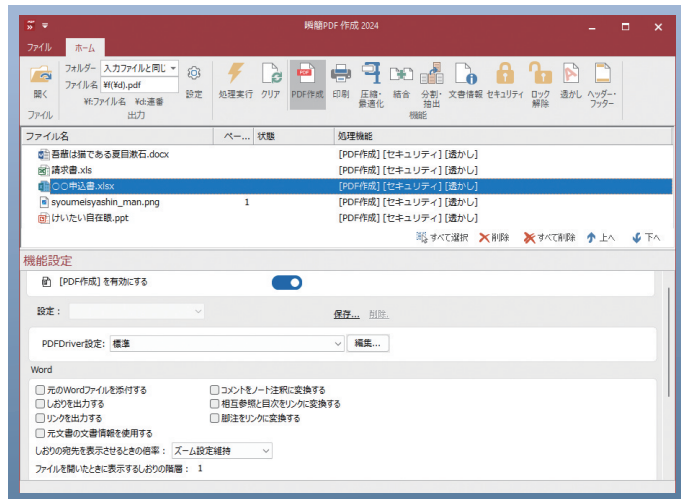 瞬簡PDF 作成 2024
ファイル ホーム
開く
ファイル
フォルダー 入力ファイルと同じ
ファイル名 ¥f(¥d).pdf
¥f:ファイル名 ¥d:連番
設定
出力
処理実行 クリア PDF作成 印刷 圧縮・最適化 結合 分割・抽出 文書情報 セキュリティ ロック解除 透かし ヘッダー・フッター
機能
ファイル名 ペー... 状態 処理機能
吾輩は猫である夏目漱石.docx [PDF作成] [セキュリティ] [透かし]
請求書.xls [PDF作成] [セキュリティ] [透かし]
○○申込書.xlsx [PDF作成] [セキュリティ] [透かし]
syoumeisyashin_man.png 1 [PDF作成] [セキュリティ] [透かし]
けいたい自在眼.ppt [PDF作成] [セキュリティ] [透かし]
すべて選択 削除 すべて削除 上へ 下へ
機能設定
[PDF作成] を有効にする
設定: 保存... 削除.
PDFDriver設定: 標準 編集...
Word
元のWordファイルを添付する コメントをノート注釈に変換する
しおりを出力する 相互参照と目次をリンクに変換する
リンクを出力する 脚注をリンクに変換する
元文書の文書情報を使用する
しおりの宛先を表示させるときの倍率: ズーム設定維持
ファイルを開いたときに表示するしおりの階層: 1